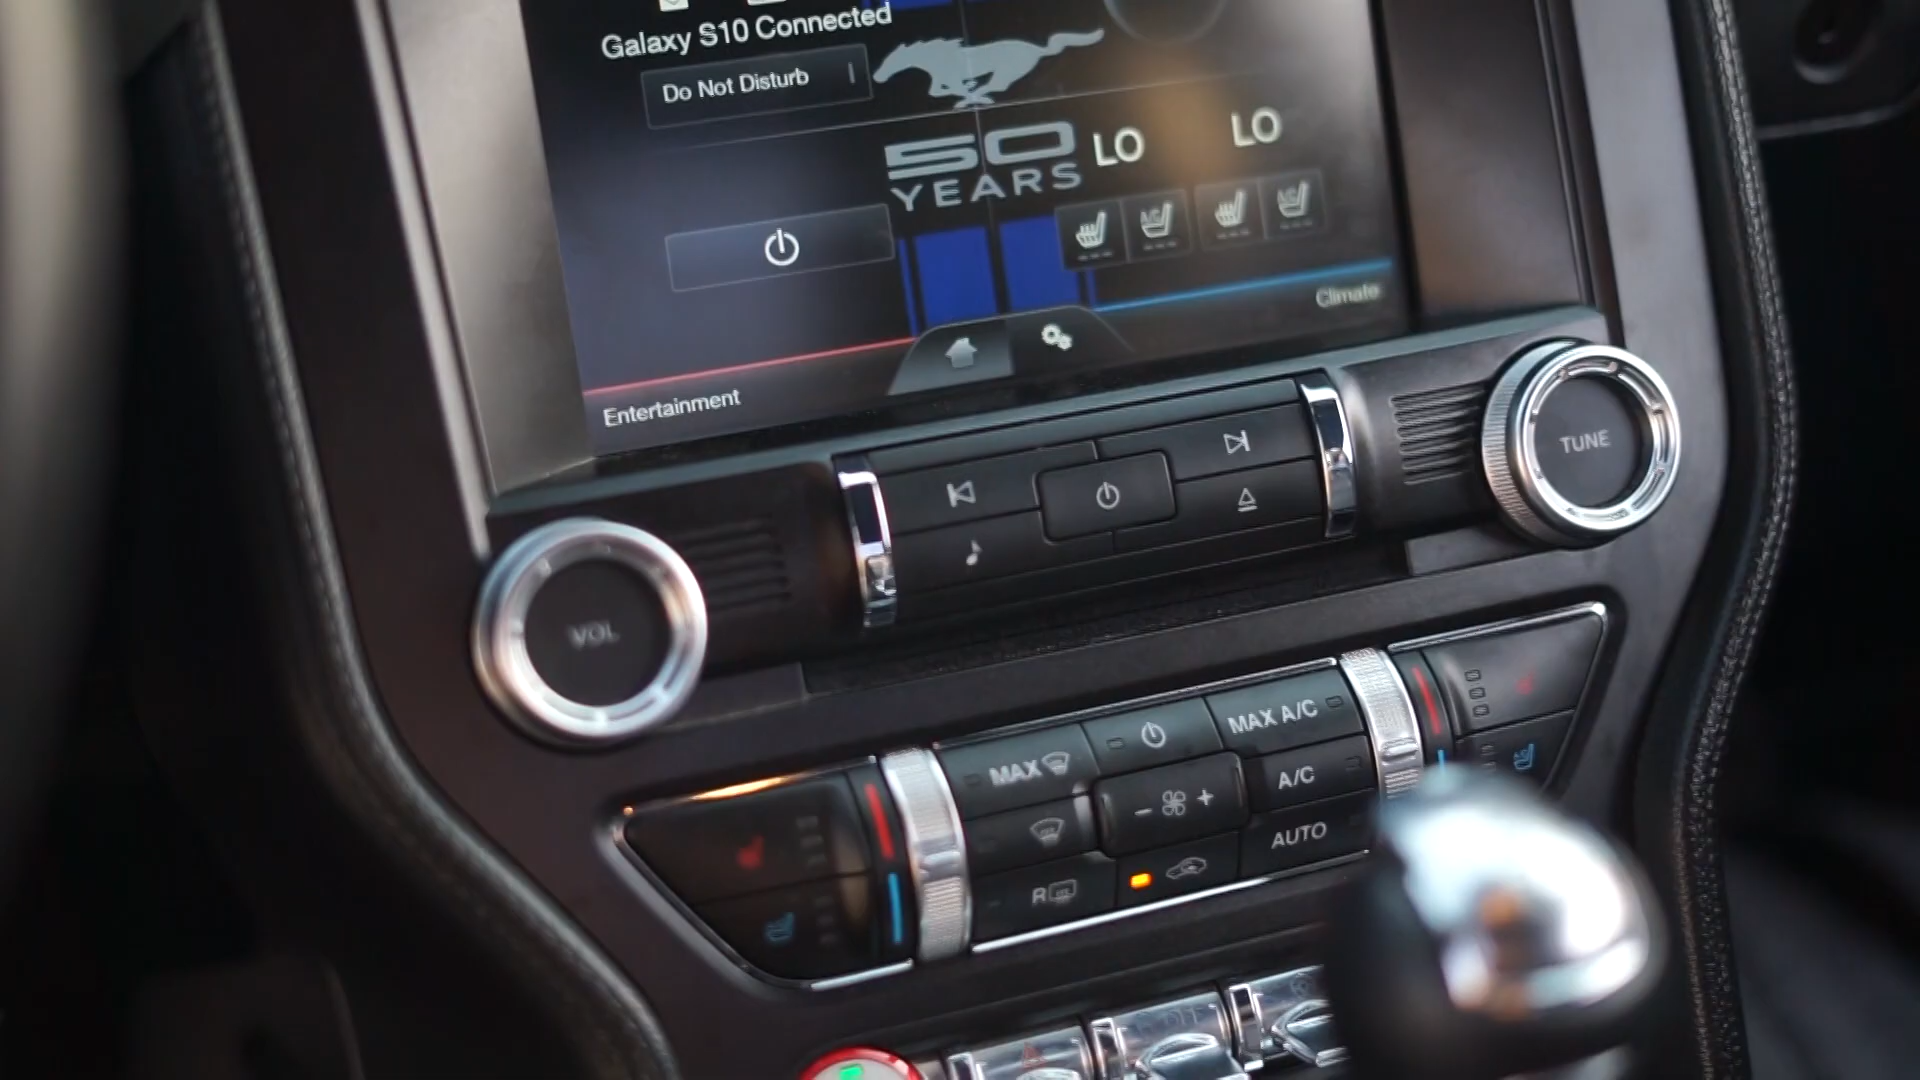 Galaxy S10 Connected
Do Not Disturb
50
YEARS
LO
LO
Climate
Entertainment
TUNE
VOL
MAX
MAX A/C
A/C
- +
AUTO
R